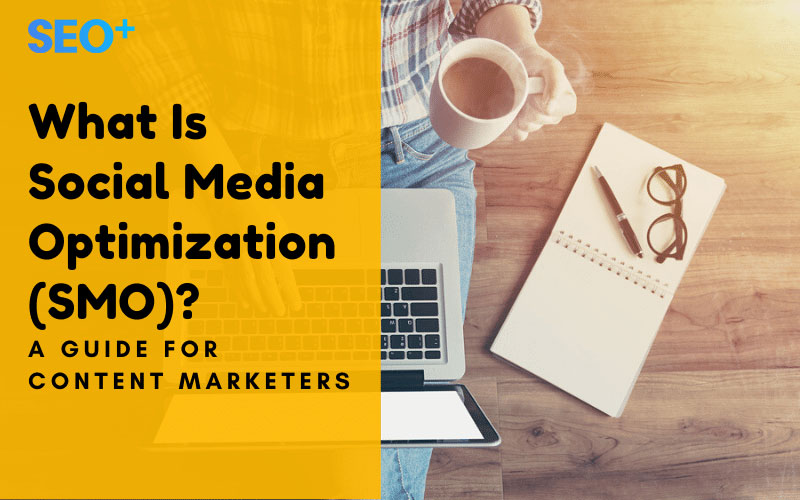 SEO+
What Is
Social Media
Optimization
(SMO)?
A GUIDE FOR
CONTENT MARKETERS